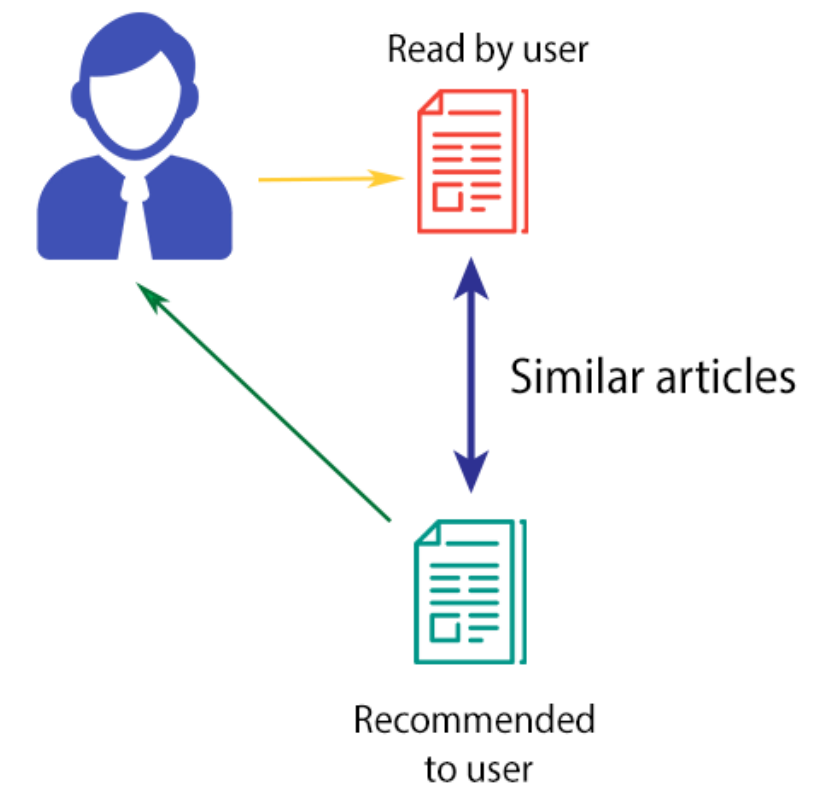 Read by user
Similar articles
Recommended
to user